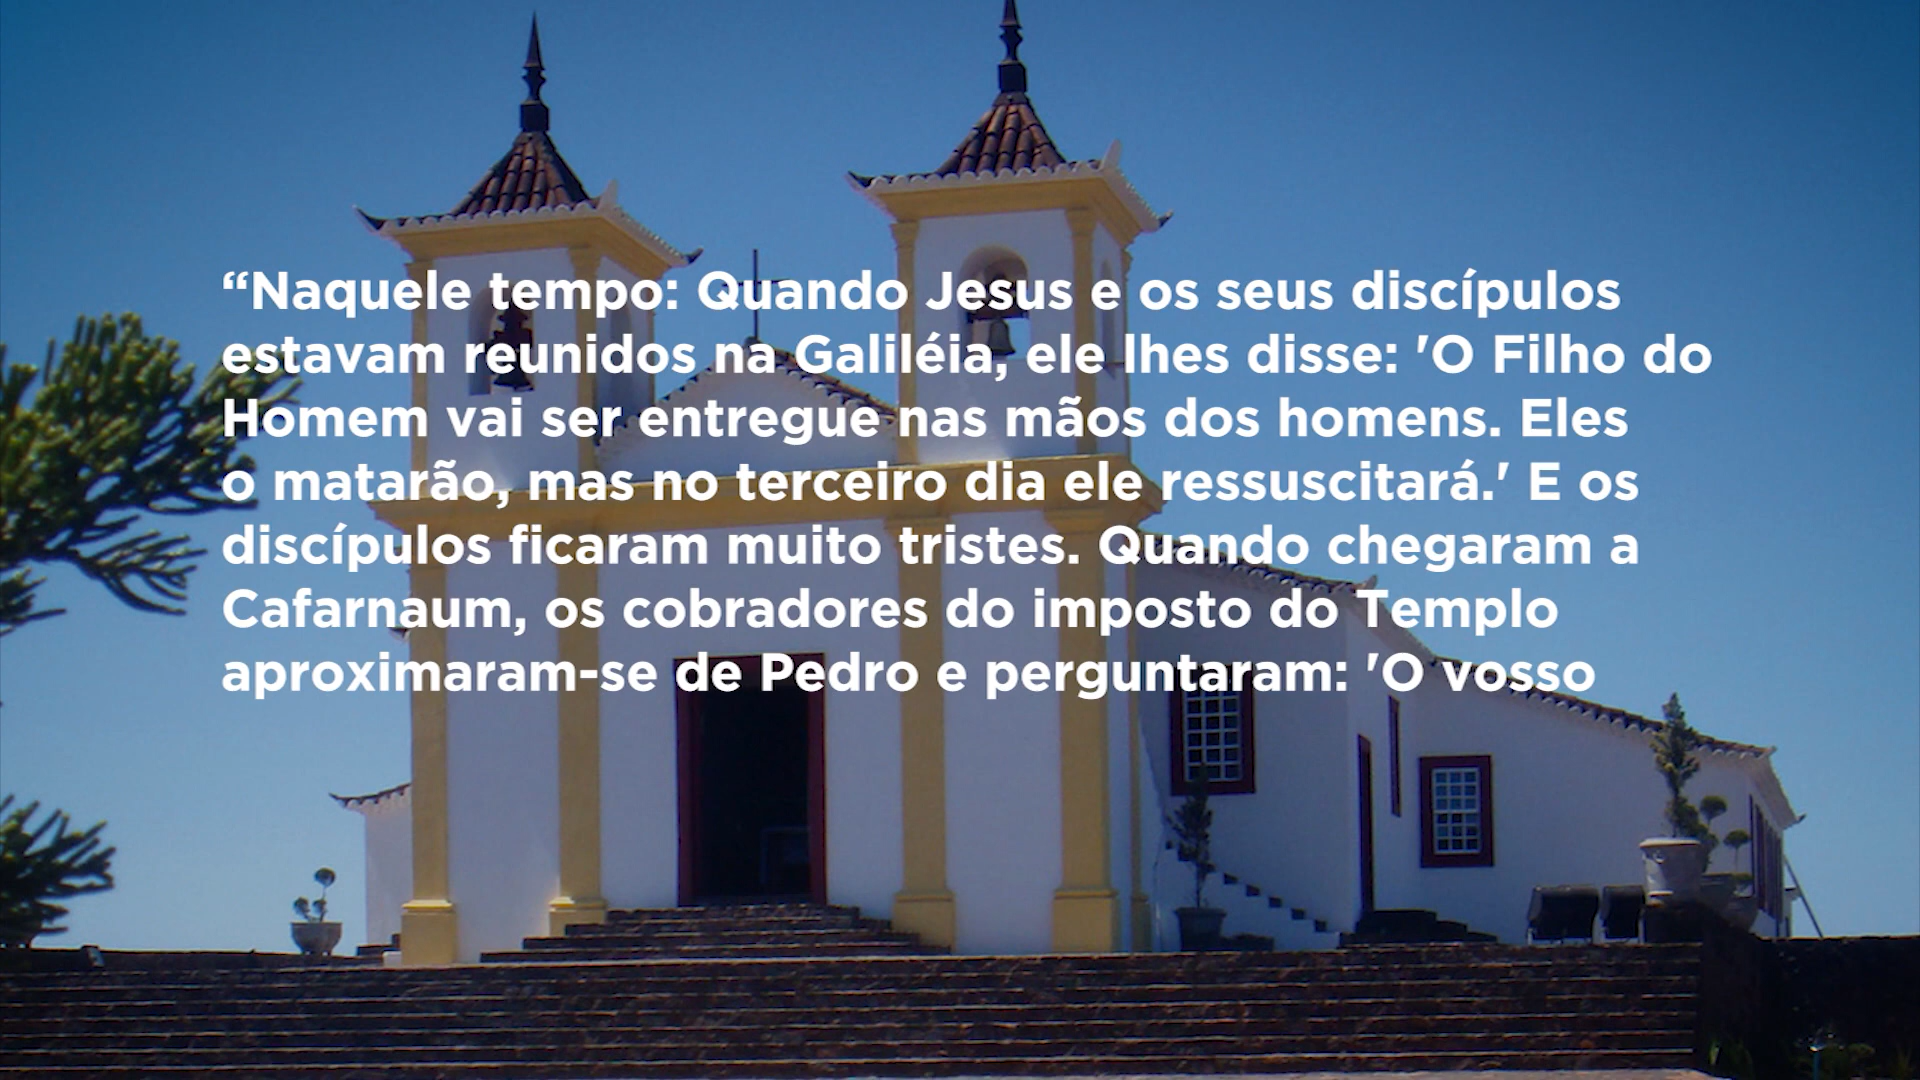 “Naquele tempo: Quando Jesus e os seus discípulos
estavam reunidos na Galiléia, ele lhes disse: 'O Filho do
Homem vai ser entregue nas mãos dos homens. Eles
o matarão, mas no terceiro dia ele ressuscitará.' E os
discípulos ficaram muito tristes. Quando chegaram a
Cafarnaum, os cobradores do imposto do Templo
aproximaram-se de Pedro e perguntaram: 'O vosso